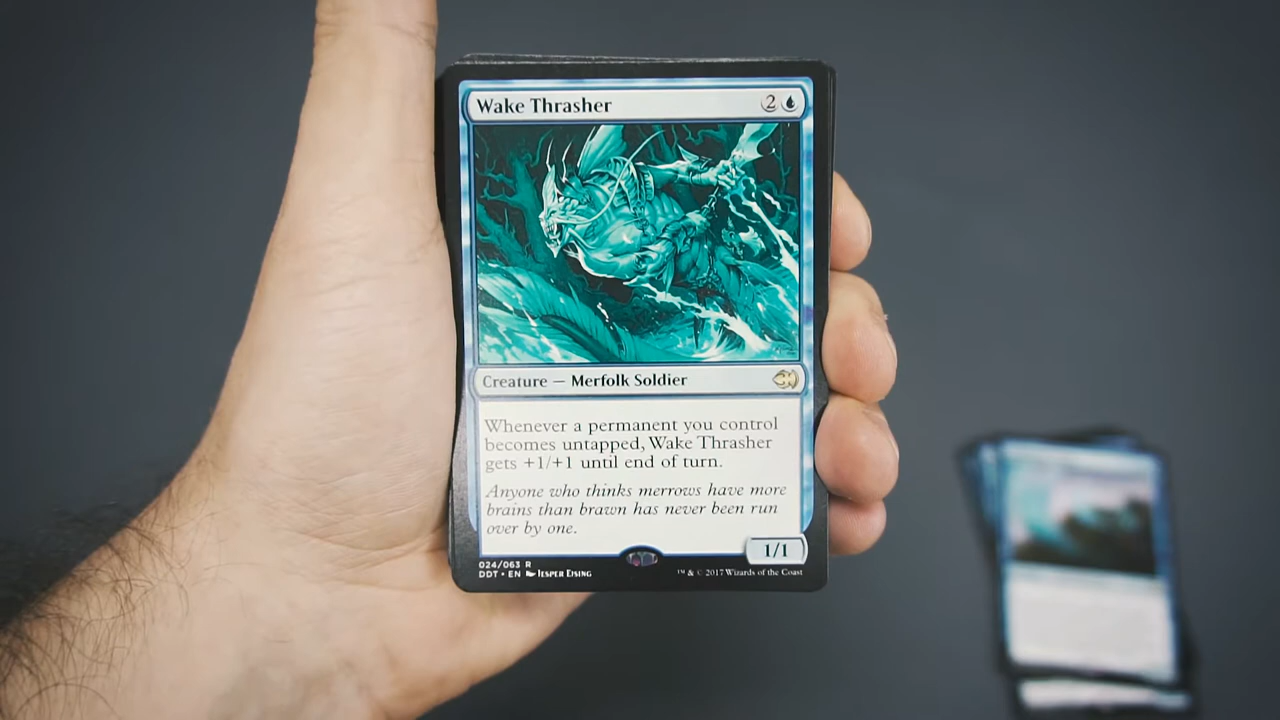 Wake Thrasher 2
Creature — Merfolk Soldier
Whenever a permanent you control
becomes untapped, Wake Thrasher
gets +1/+1 until end of turn.
Anyone who thinks merrows have more
brains than brawn has never been run
over by one.
1/1
024/063 R
DDT • EN Jesper Ejsing
™ & © 2017 Wizards of the Coast